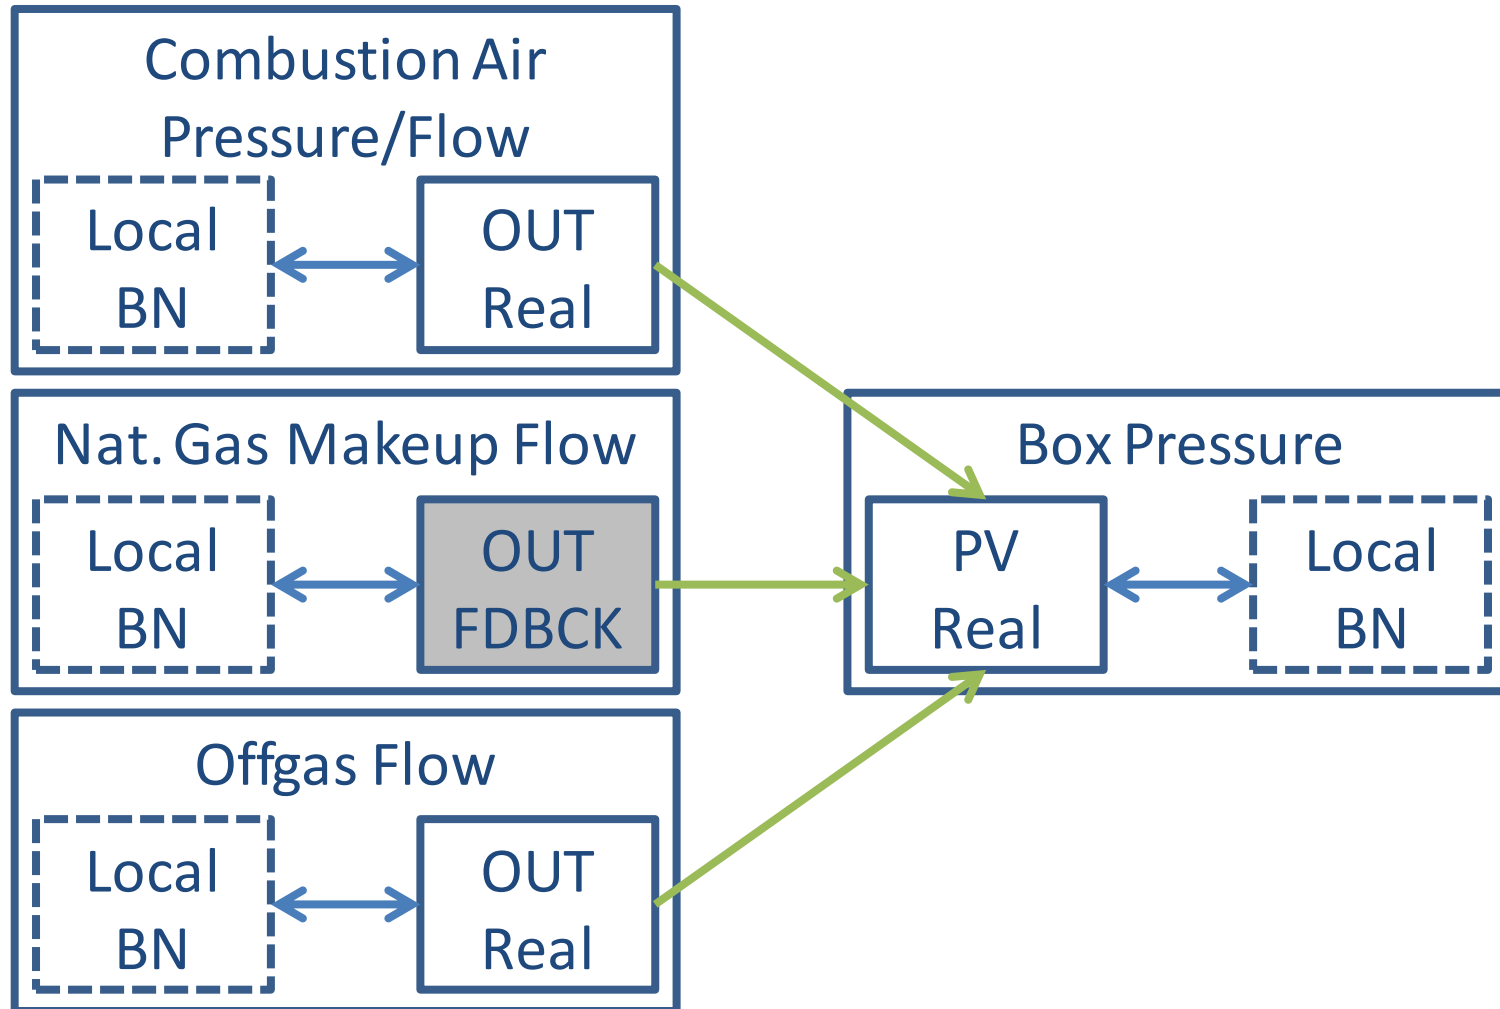 Combustion Air
Pressure/Flow
Local
BN
OUT
Real
Nat. Gas Makeup Flow
Local
BN
OUT
FDBCK
Box Pressure
PV
Real
Local
BN
Offgas Flow
Local
BN
OUT
Real